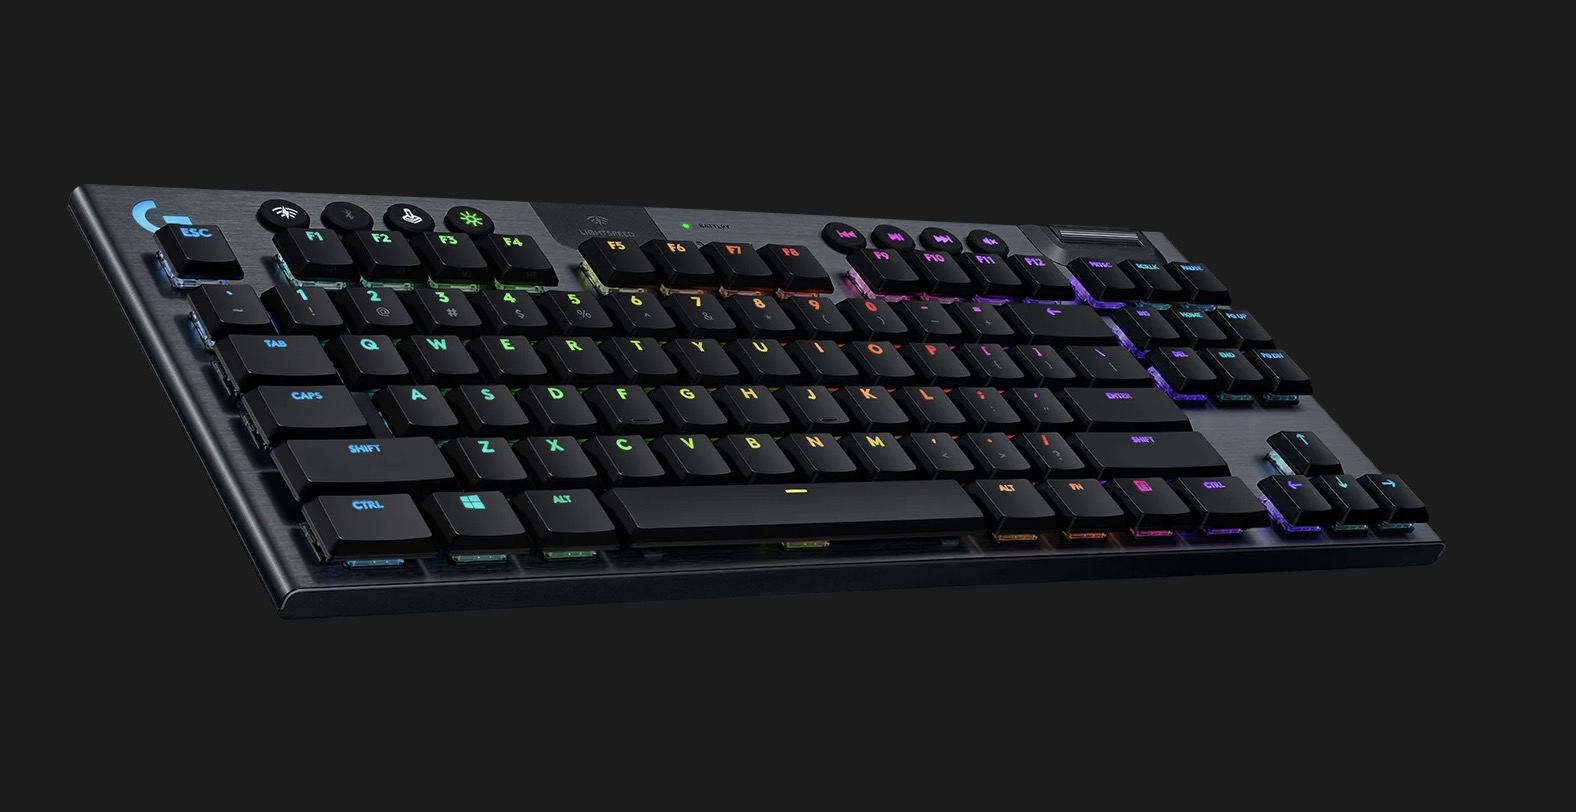 LIGHTSPEED BATTERY
ESC F1 F2 F3 F4 F5 F6 F7 F8 F9 F10 F11 F12 PRTSC SCRLK PAUSE
` 1 2 3 4 5 6 7 8 9 0 - = ← INS HOME PG UP
~ ! @ # $ % ^ & * ( ) _ +
TAB Q W E R T Y U I O P [ ] \ DEL END PG DN
{ } |
CAPS A S D F G H J K L ; ' ENTER
: "
SHIFT Z X C V B N M , . / SHIFT ↑
< > ?
CTRL ALT ALT FN CTRL ← ↓ →